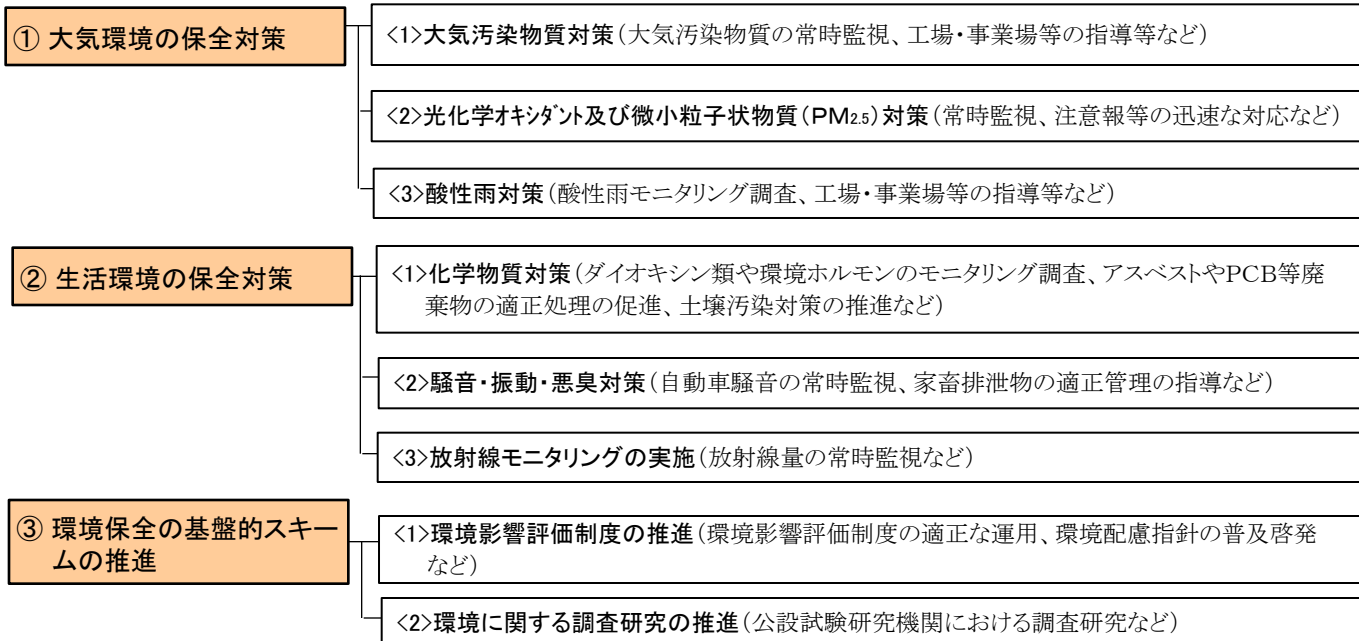 ① 大気環境の保全対策
<1>大気汚染物質対策（大気汚染物質の常時監視、工場・事業場等の指導等など）
<2>光化学ｵｷｼﾀﾞﾝﾄ及び微小粒子状物質（PM2.5）対策（常時監視、注意報等の迅速な対応など）
<3>酸性雨対策（酸性雨モニタリング調査、工場・事業場等の指導等など）
② 生活環境の保全対策
<1>化学物質対策（ダイオキシン類や環境ホルモンのモニタリング調査、アスベストやPCB等廃
棄物の適正処理の促進、土壌汚染対策の推進など）
<2>騒音・振動・悪臭対策（自動車騒音の常時監視、家畜排泄物の適正管理の指導など）
<3>放射線モニタリングの実施（放射線量の常時監視など）
③ 環境保全の基盤的スキー
ムの推進
<1>環境影響評価制度の推進（環境影響評価制度の適正な運用、環境配慮指針の普及啓発
など）
<2>環境に関する調査研究の推進（公設試験研究機関における調査研究など）